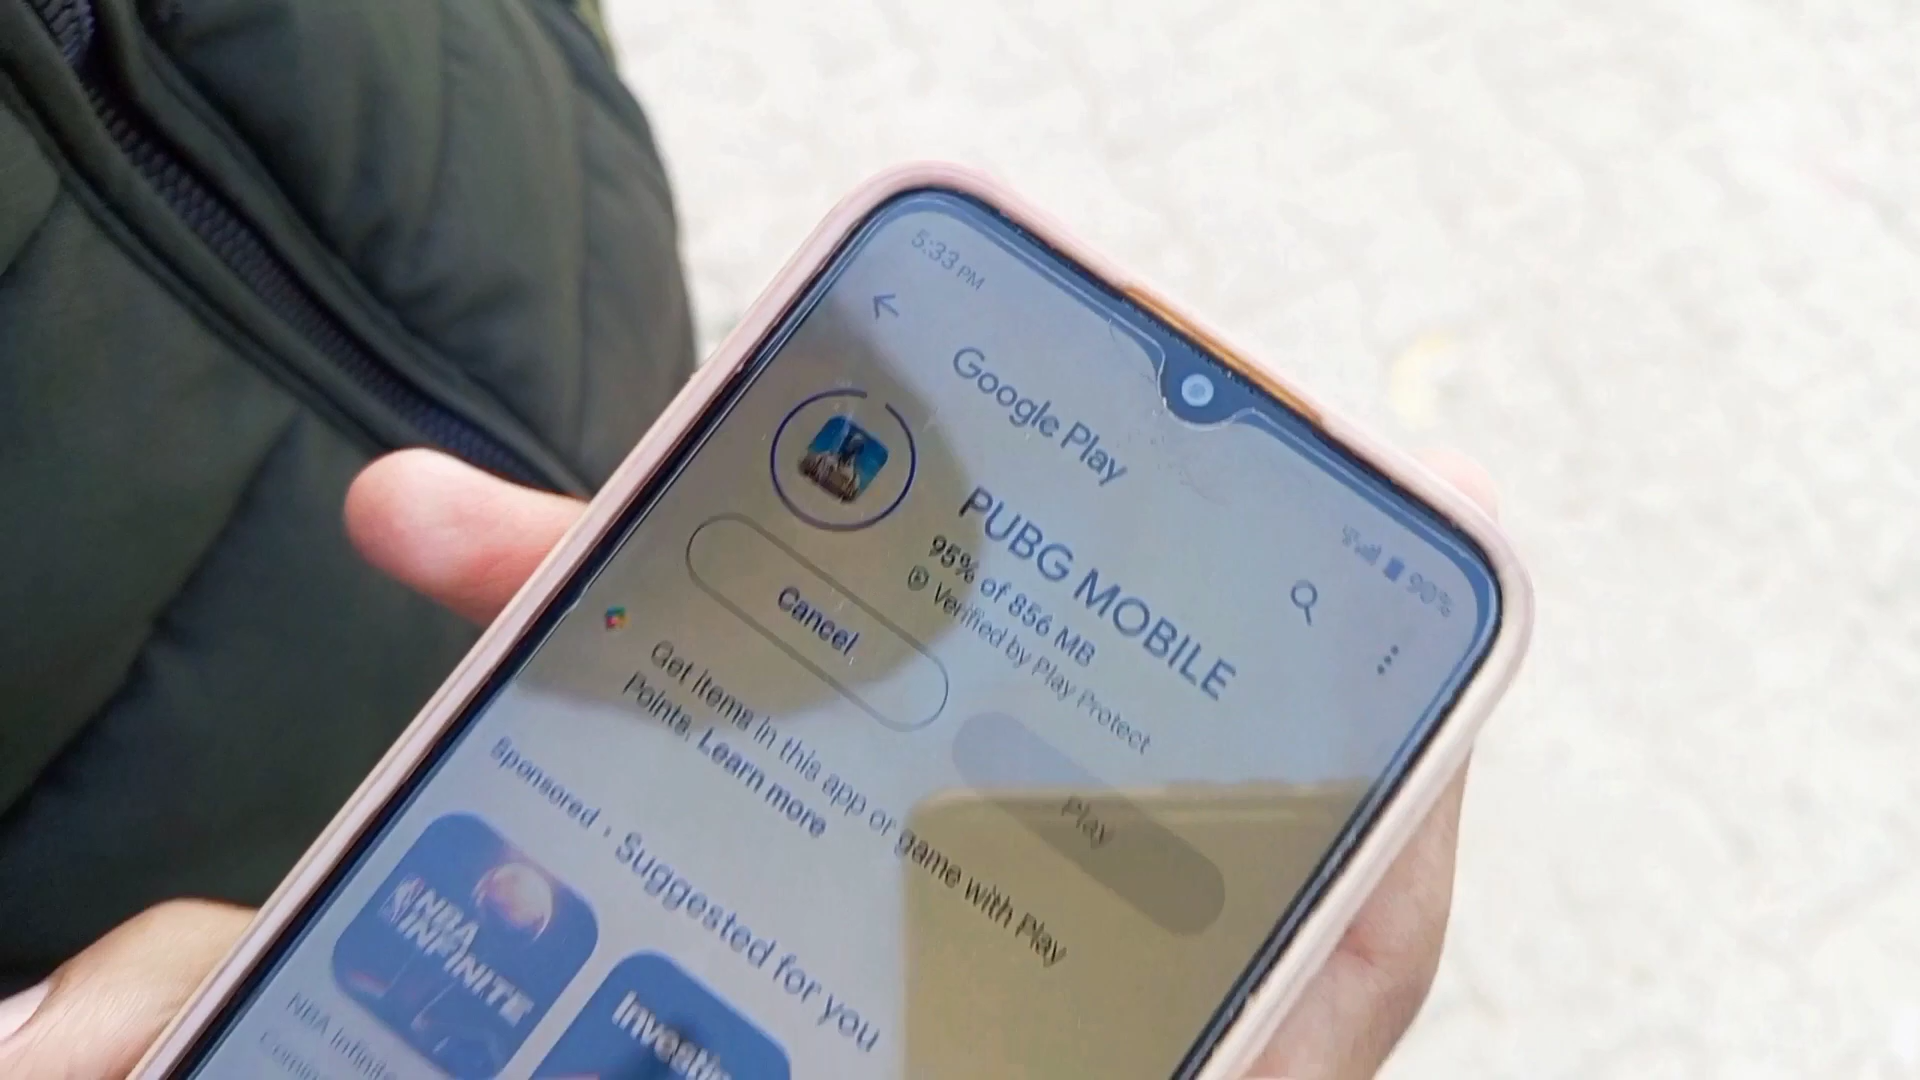 5:33 PM
90%
Google Play
PUBG MOBILE
95% of 856 MB
Verified by Play Protect
Cancel
Play
Get items in this app or game with Play
Points. Learn more
Sponsored • Suggested for you
NBA
INFINITE
NBA Infinite